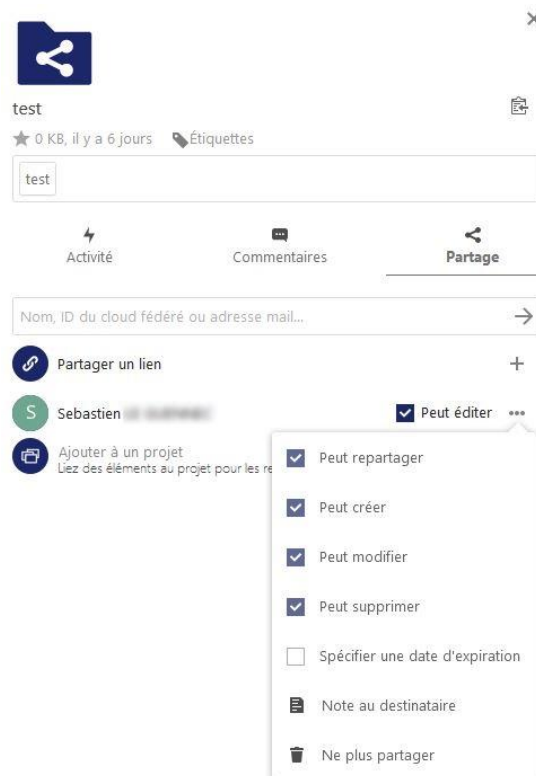 test
0 KB, il y a 6 jours Étiquettes
test
Activité Commentaires Partage
Nom, ID du cloud fédéré ou adresse mail...
Partager un lien
S Sebastien Peut éditer
Ajouter à un projet
Liez des éléments au projet pour les re
Peut repartager
Peut créer
Peut modifier
Peut supprimer
Spécifier une date d'expiration
Note au destinataire
Ne plus partager